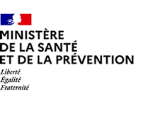 MINISTÈRE
DE LA SANTÉ
ET DE LA PRÉVENTION
Liberté
Égalité
Fraternité